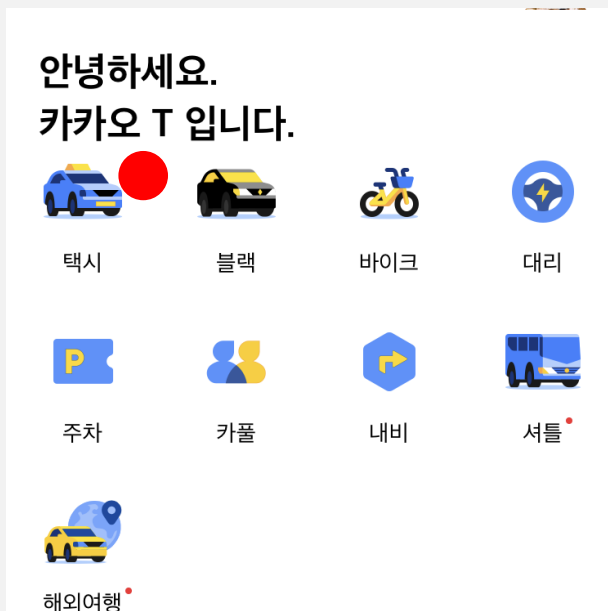 안녕하세요.
카카오 T 입니다.
택시 블랙 바이크 대리
P
주차 카풀 내비 셔틀
해외여행